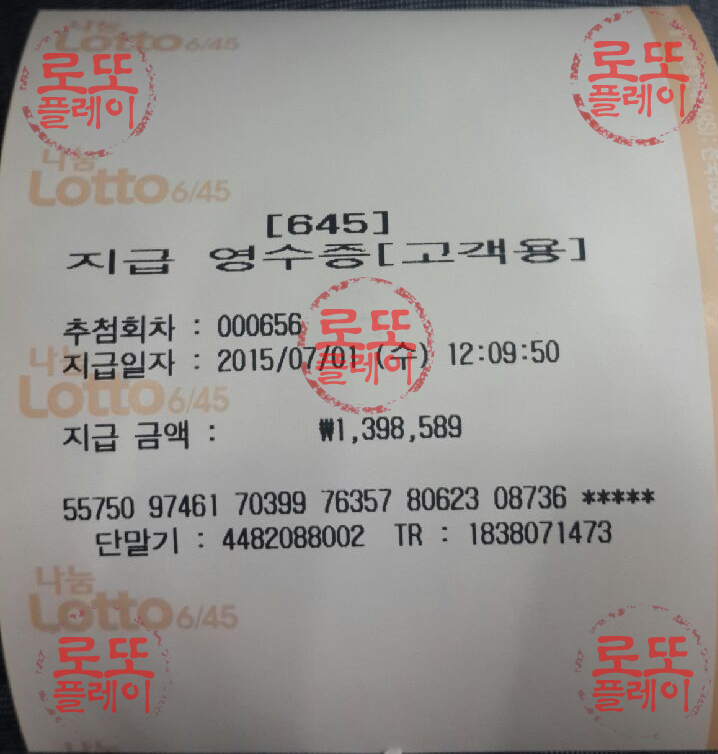 나눔
Lotto 6/45
로또
플레이
로또
플레이
나눔
Lotto 6/45
[645]
지급 영수증[고객용]
추첨회차 : 000656
로또
플레이
지급일자 : 2015/07/01 (수) 12:09:50
나눔
Lotto 6/45
지급 금액 : ₩1,398,589
55750 97461 70399 76357 80623 08736 *****
단말기 : 4482088002 TR : 1838071473
나눔
Lotto 6/45
로또
플레이
로또
플레이